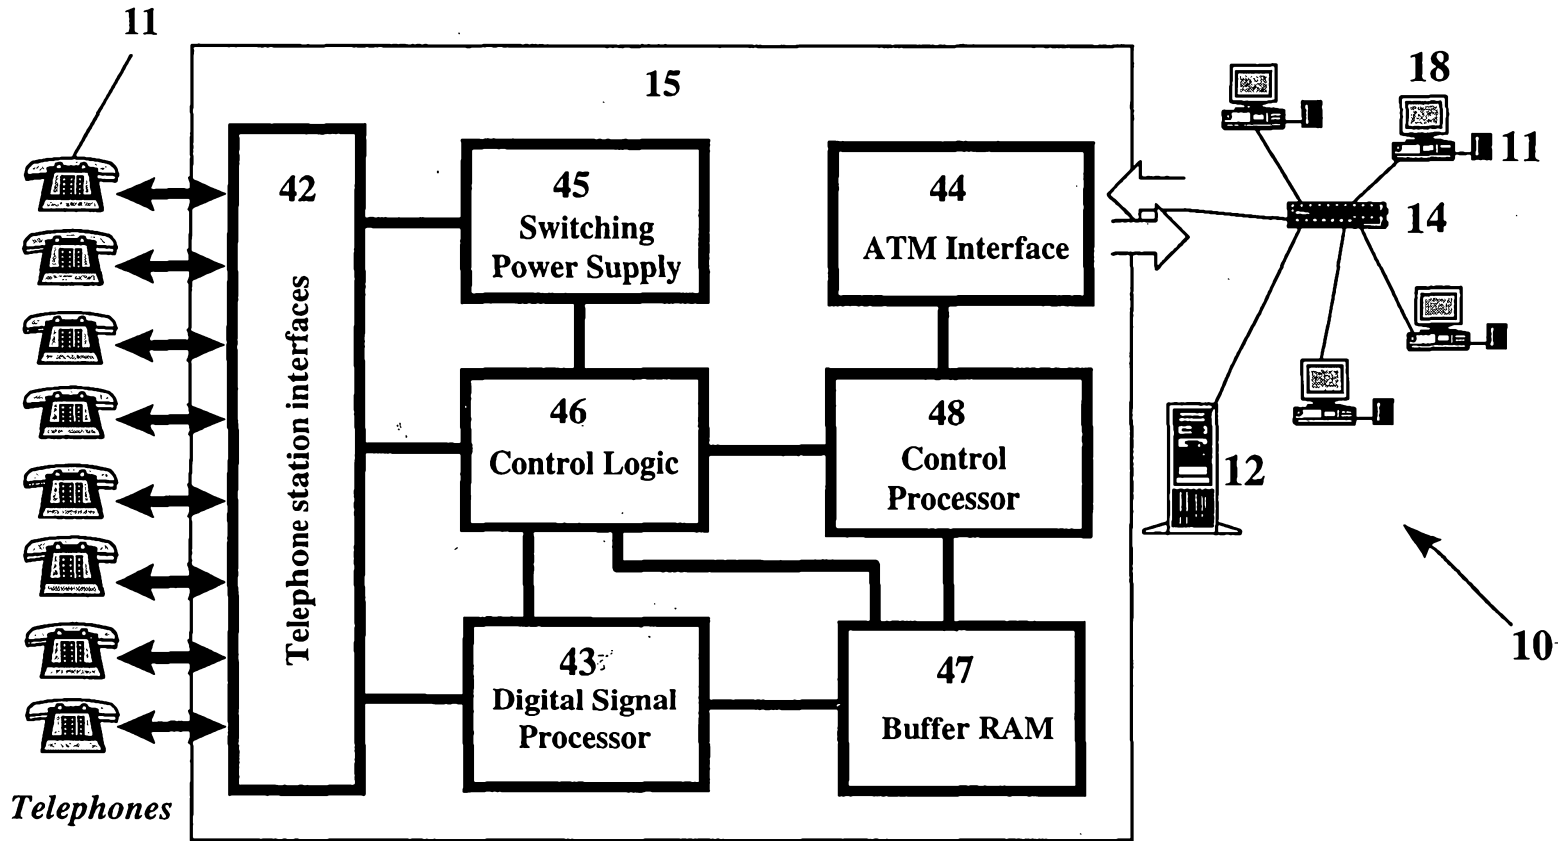 11
15
18
11
14
12
10
42
Telephone station interfaces
45
Switching
Power Supply
44
ATM Interface
46
Control Logic
48
Control
Processor
43
Digital Signal
Processor
47
Buffer RAM
Telephones